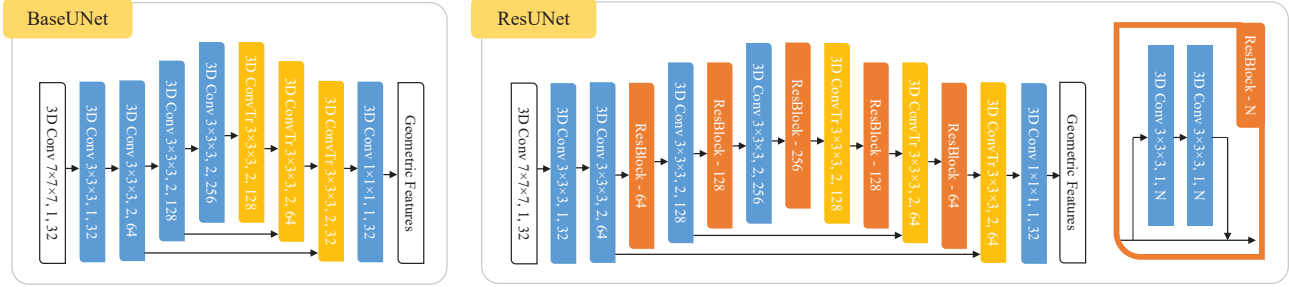 BaseUNet
3D Conv 7×7×7, 1, 32
3D Conv 3×3×3, 1, 32
3D Conv 3×3×3, 2, 64
3D Conv 3×3×3, 2, 128
3D Conv 3×3×3, 2, 256
3D ConvTr 3×3×3, 2, 128
3D ConvTr 3×3×3, 2, 64
3D ConvTr 3×3×3, 2, 32
3D Conv 1×1×1, 1, 32
Geometric Features
ResUNet
3D Conv 7×7×7, 1, 32
3D Conv 3×3×3, 1, 32
3D Conv 3×3×3, 2, 64
ResBlock - 64
3D Conv 3×3×3, 2, 128
ResBlock - 128
3D Conv 3×3×3, 2, 256
ResBlock - 256
3D ConvTr 3×3×3, 2, 128
ResBlock - 128
3D ConvTr 3×3×3, 2, 64
ResBlock - 64
3D ConvTr 3×3×3, 2, 64
3D Conv 1×1×1, 1, 32
Geometric Features
3D Conv 3×3×3, 1, N
3D Conv 3×3×3, 1, N
ResBlock - N